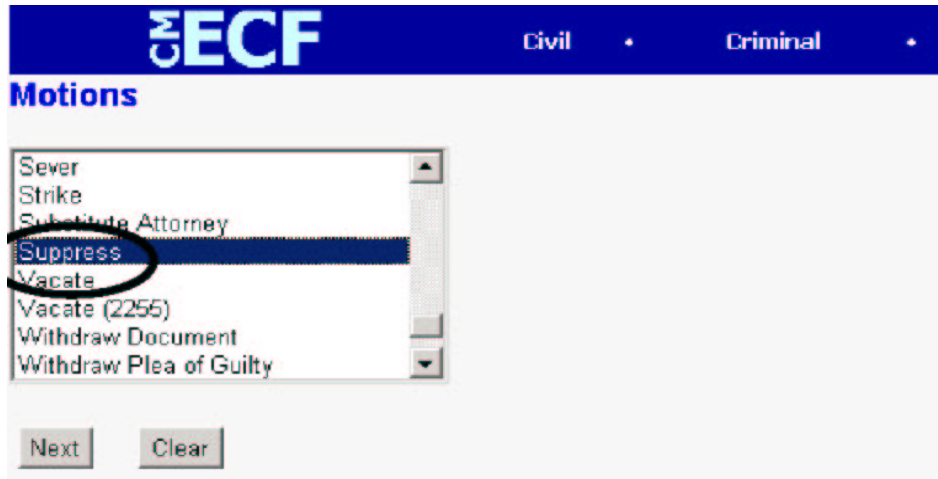 CM ECF Civil • Criminal •
Motions
Sever
Strike
Substitute Attorney
Suppress
Vacate
Vacate (2255)
Withdraw Document
Withdraw Plea of Guilty
Next Clear